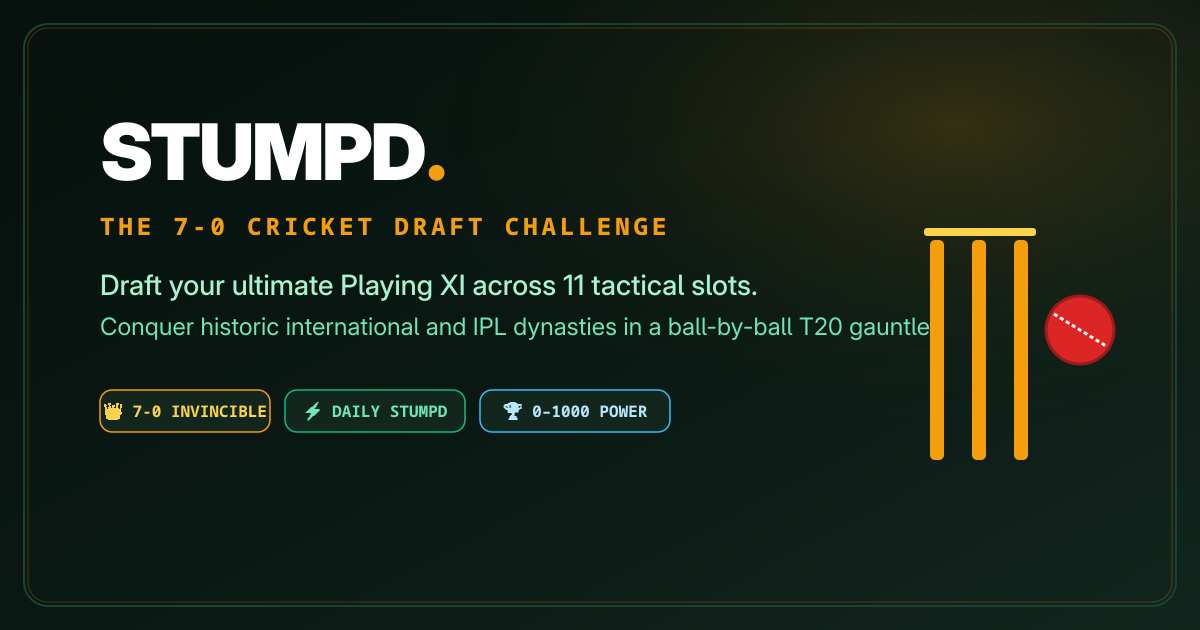 STUMPD.
THE 7-0 CRICKET DRAFT CHALLENGE
Draft your ultimate Playing XI across 11 tactical slots.
Conquer historic international and IPL dynasties in a ball-by-ball T20 gauntle
7-0 INVINCIBLE
DAILY STUMPD
0-1000 POWER